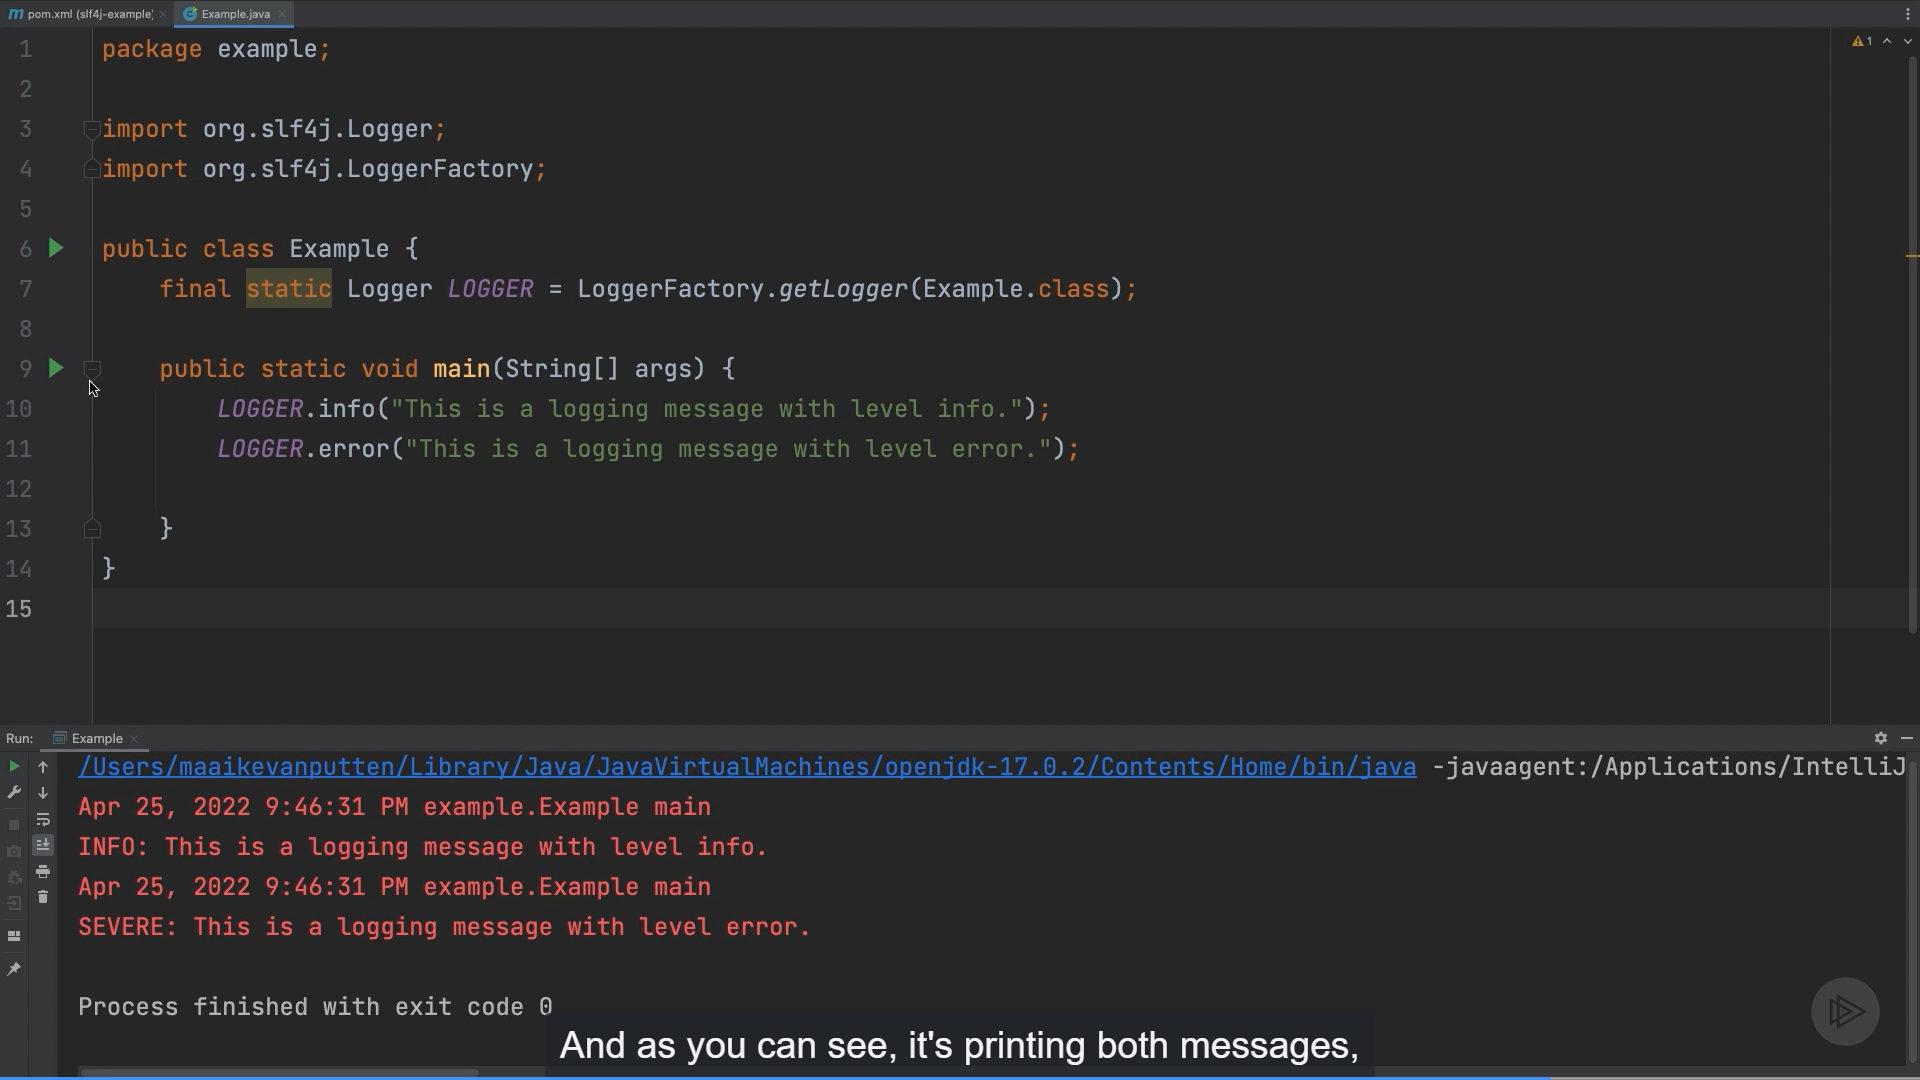 pom.xml (slf4j-example) Example.java
1 package example; 1
2
3 import org.slf4j.Logger;
4 import org.slf4j.LoggerFactory;
5
6 public class Example {
7 final static Logger LOGGER = LoggerFactory.getLogger(Example.class);
8
9 public static void main(String[] args) {
10 LOGGER.info("This is a logging message with level info.");
11 LOGGER.error("This is a logging message with level error.");
12
13 }
14 }
15
Run: Example
/Users/maaikevanputten/Library/Java/JavaVirtualMachines/openjdk-17.0.2/Contents/Home/bin/java -javaagent:/Applications/IntelliJ
Apr 25, 2022 9:46:31 PM example.Example main
INFO: This is a logging message with level info.
Apr 25, 2022 9:46:31 PM example.Example main
SEVERE: This is a logging message with level error.
Process finished with exit code 0
And as you can see, it's printing both messages,